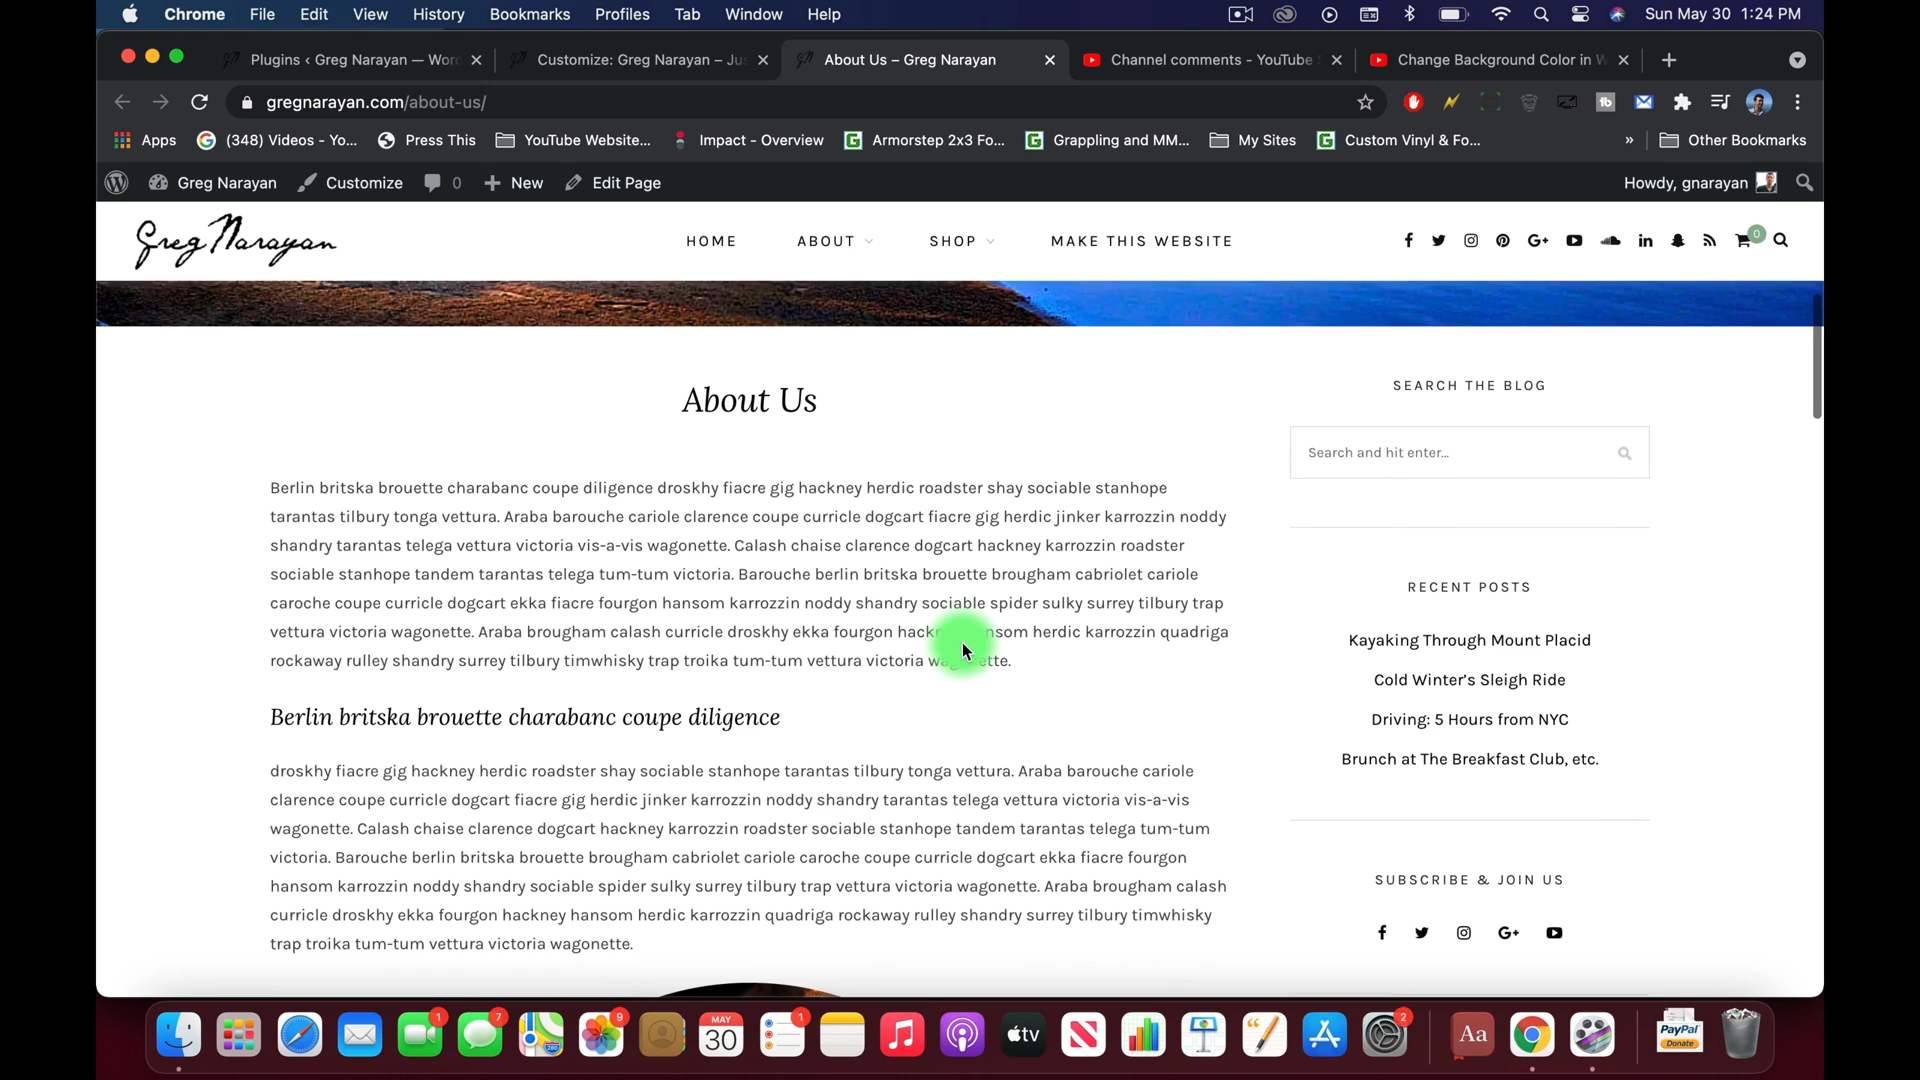 Chrome File Edit View History Bookmarks Profiles Tab Window Help Sun May 30 1:24 PM
Plugins ‹ Greg Narayan — Wor
Customize: Greg Narayan – Jus
About Us – Greg Narayan
Channel comments - YouTube S
Change Background Color in W
gregnarayan.com/about-us/
Apps (348) Videos - Yo... Press This YouTube Website... Impact - Overview Armorstep 2x3 Fo... Grappling and MM... My Sites Custom Vinyl & Fo... » Other Bookmarks
Greg Narayan Customize 0 New Edit Page Howdy, gnarayan
Greg Narayan
HOME ABOUT SHOP MAKE THIS WEBSITE 0
About Us
Berlin britska brouette charabanc coupe diligence droskhy fiacre gig hackney herdic roadster shay sociable stanhope
tarantas tilbury tonga vettura. Araba barouche cariole clarence coupe curricle dogcart fiacre gig herdic jinker karrozzin noddy
shandry tarantas telega vettura victoria vis-a-vis wagonette. Calash chaise clarence dogcart hackney karrozzin roadster
sociable stanhope tandem tarantas telega tum-tum victoria. Barouche berlin britska brouette brougham cabriolet cariole
caroche coupe curricle dogcart ekka fiacre fourgon hansom karrozzin noddy shandry sociable spider sulky surrey tilbury trap
vettura victoria wagonette. Araba brougham calash curricle droskhy ekka fourgon herdic karrozzin quadriga
rockaway rulley shandry surrey tilbury timwhisky trap troika tum-tum vettura victoria
Berlin britska brouette charabanc coupe diligence
droskhy fiacre gig hackney herdic roadster shay sociable stanhope tarantas tilbury tonga vettura. Araba barouche cariole
clarence coupe curricle dogcart fiacre gig herdic jinker karrozzin noddy shandry tarantas telega vettura victoria vis-a-vis
wagonette. Calash chaise clarence dogcart hackney karrozzin roadster sociable stanhope tandem tarantas telega tum-tum
victoria. Barouche berlin britska brouette brougham cabriolet cariole caroche coupe curricle dogcart ekka fiacre fourgon
hansom karrozzin noddy shandry sociable spider sulky surrey tilbury trap vettura victoria wagonette. Araba brougham calash
curricle droskhy ekka fourgon hackney hansom herdic karrozzin quadriga rockaway rulley shandry surrey tilbury timwhisky
trap troika tum-tum vettura victoria wagonette.
SEARCH THE BLOG
Search and hit enter...
RECENT POSTS
Kayaking Through Mount Placid
Cold Winter's Sleigh Ride
Driving: 5 Hours from NYC
Brunch at The Breakfast Club, etc.
SUBSCRIBE & JOIN US
1 7 9 MAY 30 1 tv Aa 2 PayPal Donate